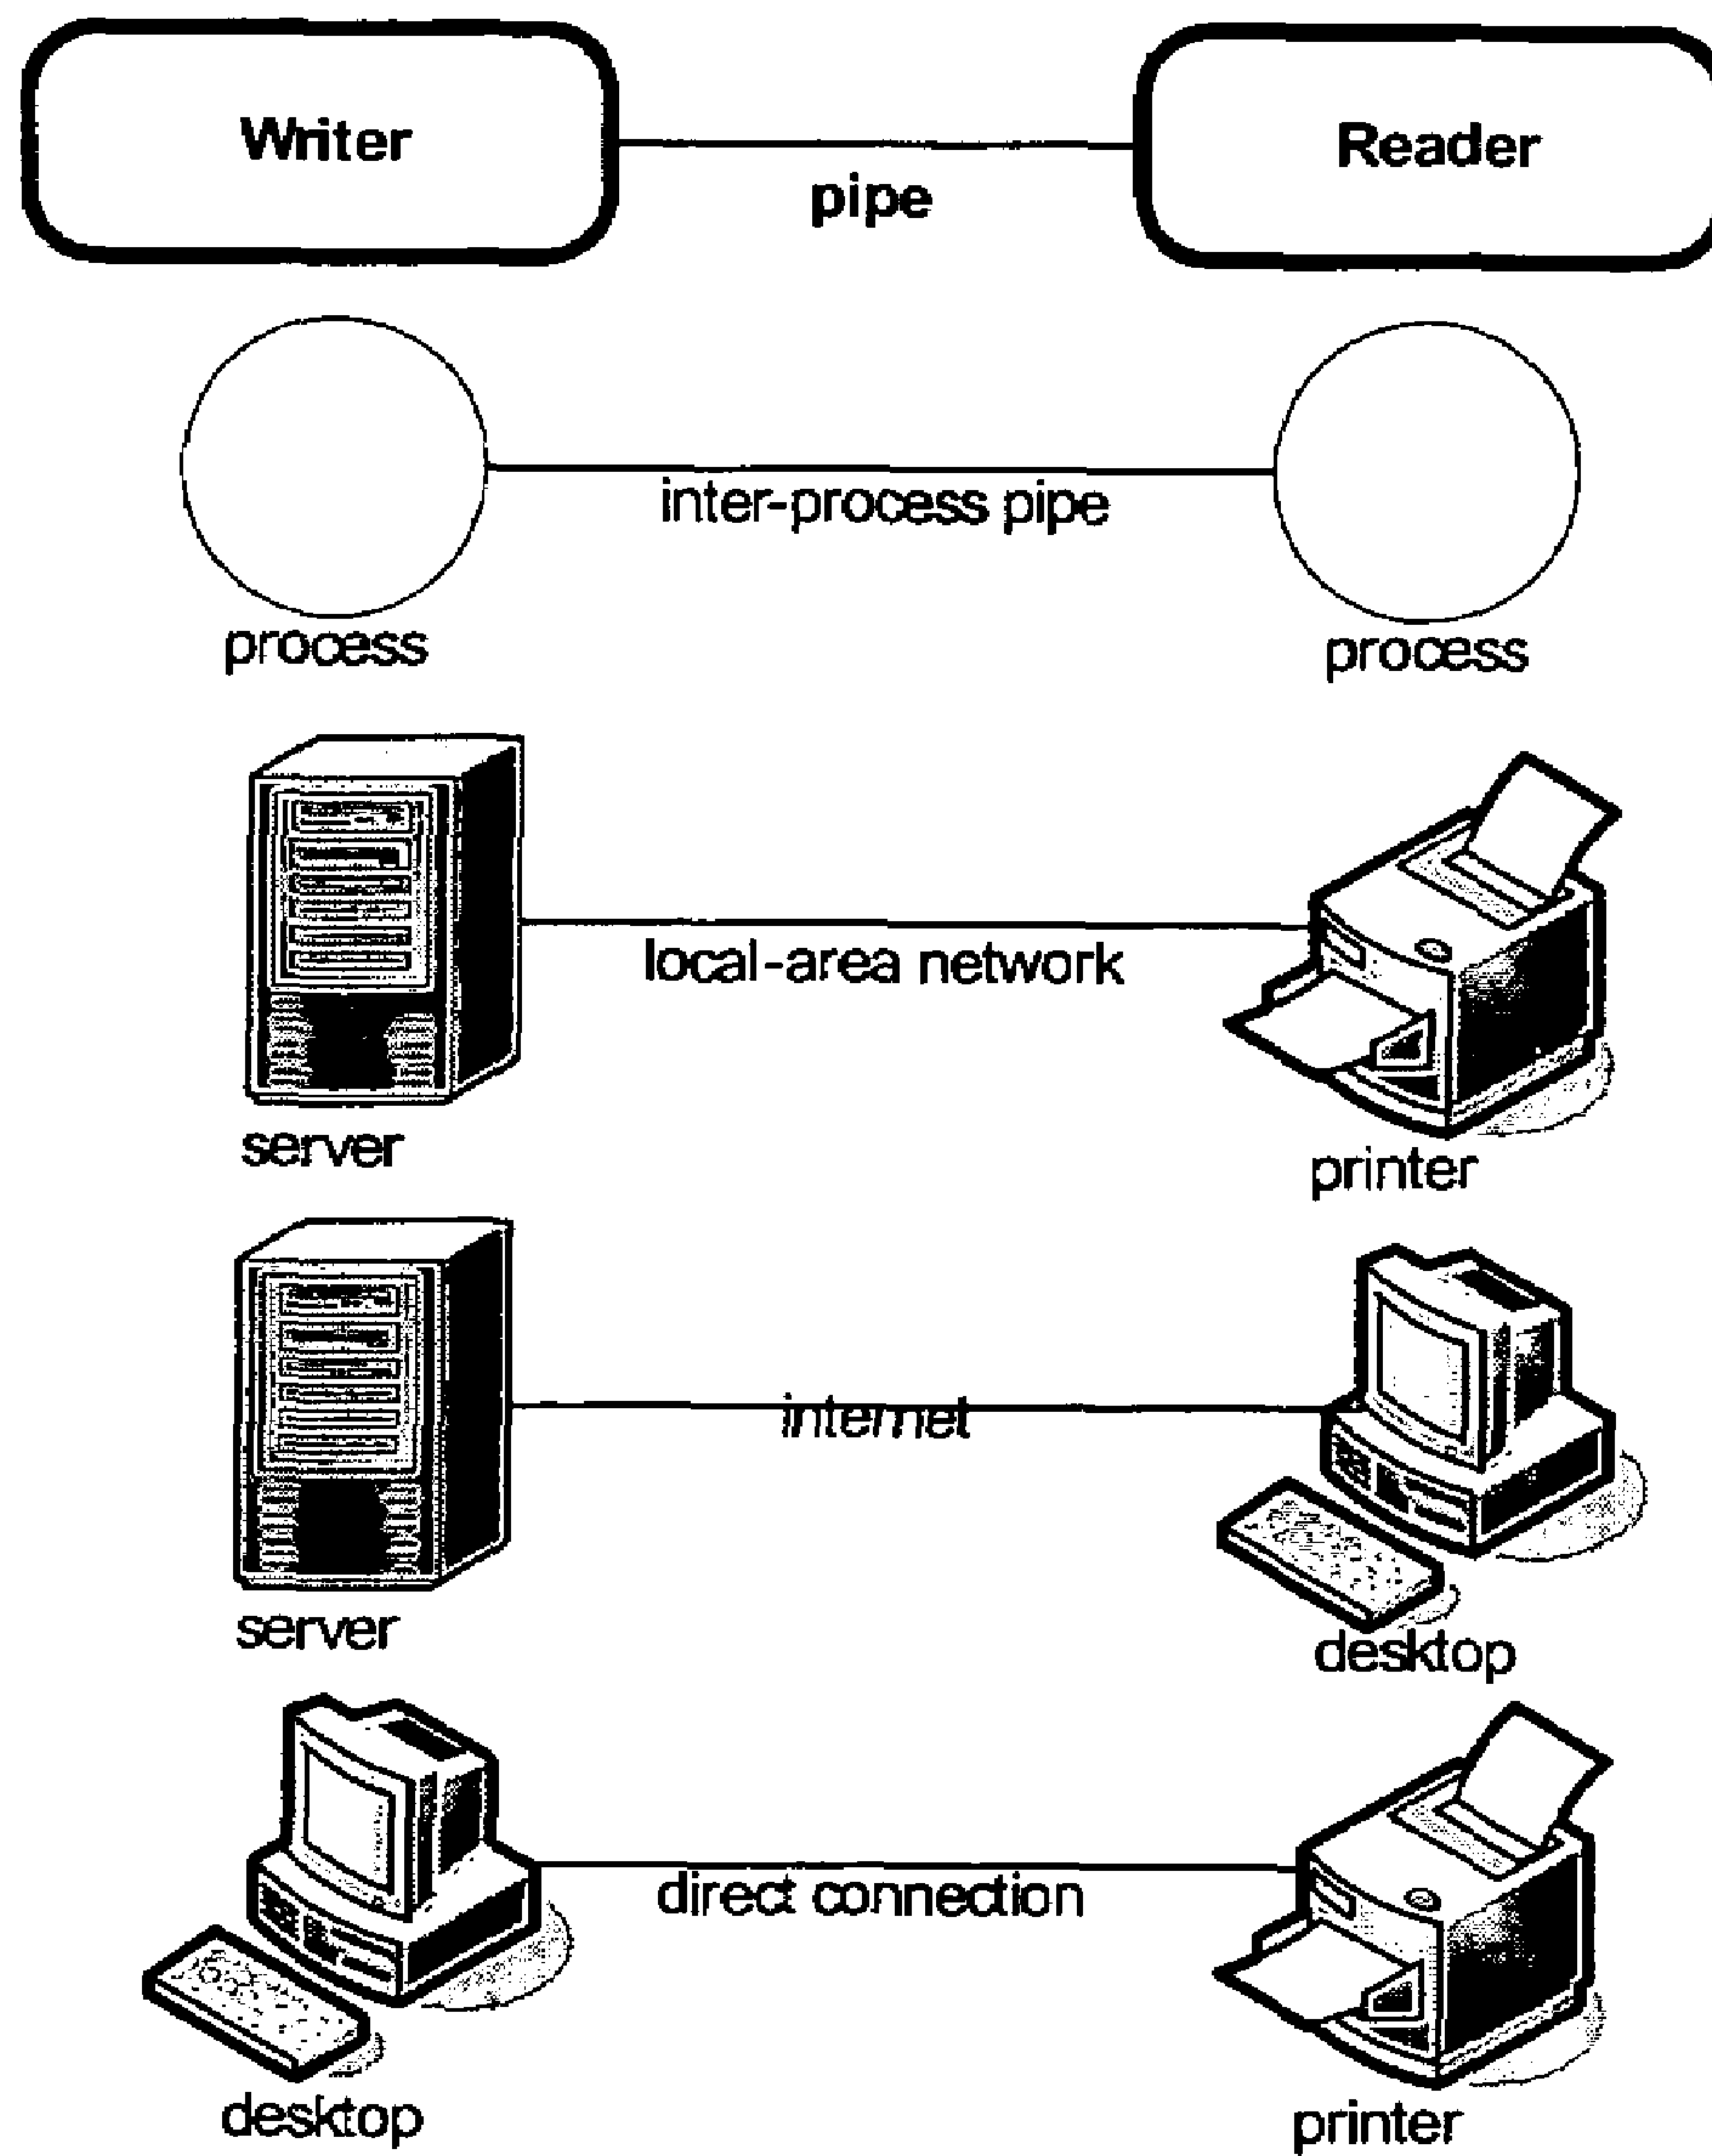 Writer
Reader
pipe
inter-process pipe
process
process
local-area network
server
printer
internet
server
desktop
direct connection
desktop
printer